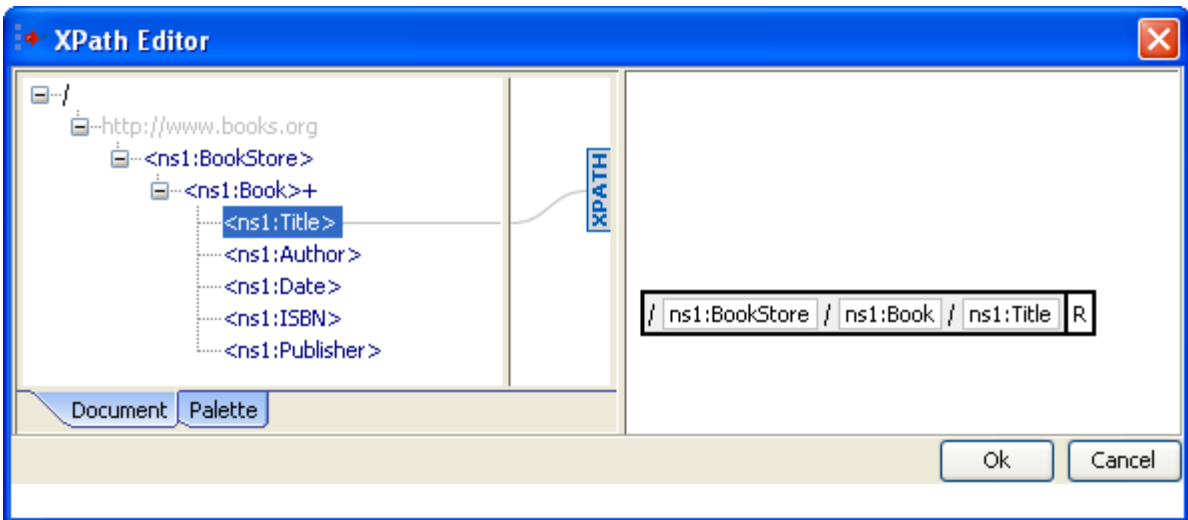 XPath Editor
/
http://www.books.org
<ns1:BookStore>
<ns1:Book>+
<ns1:Title>
<ns1:Author>
<ns1:Date>
<ns1:ISBN>
<ns1:Publisher>
XPATH
/ ns1:BookStore / ns1:Book / ns1:Title R
Document Palette
Ok Cancel